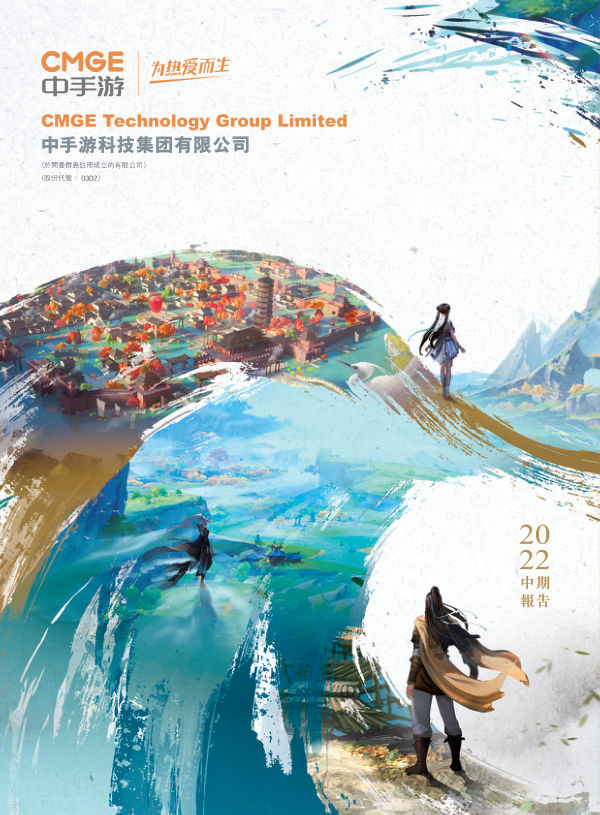 CMGE
中手游
为热爱而生
CMGE Technology Group Limited
中手游科技集团有限公司
(於開曼群島註冊成立的有限公司)
(股份代號： 0302)
20
22
中期
報告